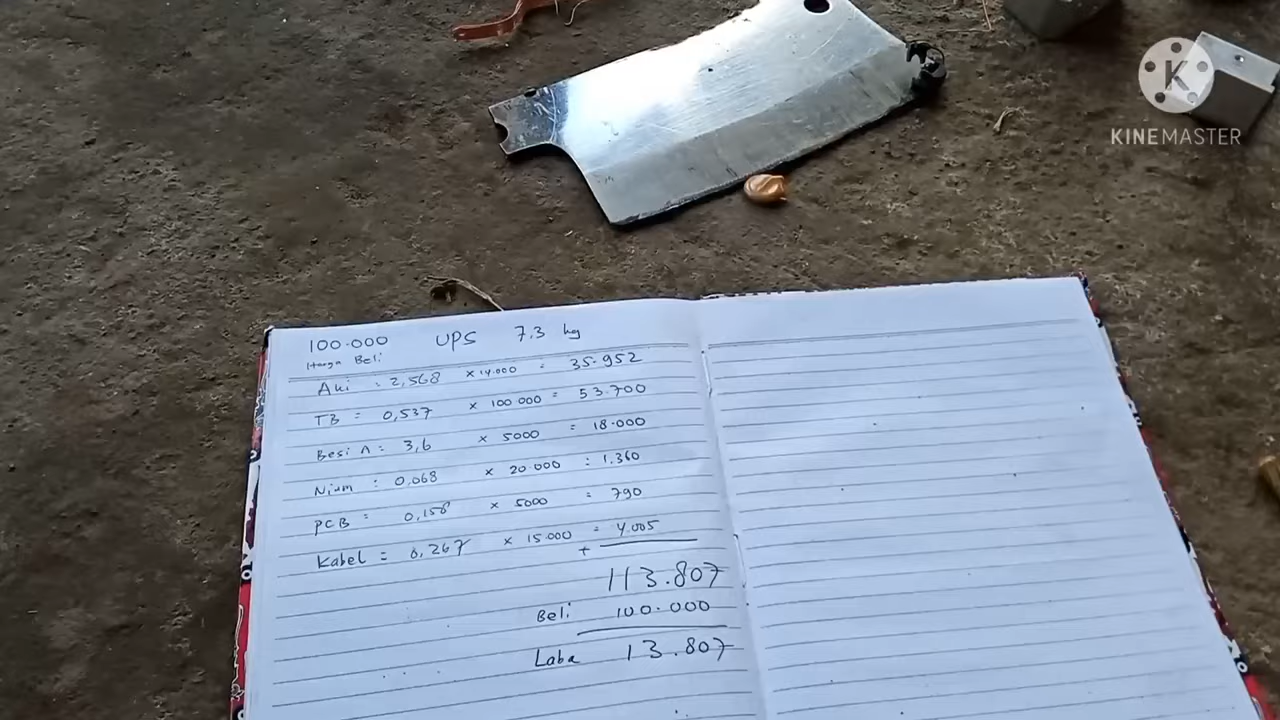 KINEMASTER
100.000 UPS 7.3 kg
Harga Beli
Aki : 2,568 x 14.000 = 35.952
TB = 0,537 x 100.000 = 53.700
Besi A = 3,6 x 5000 = 18.000
Nium : 0,068 x 20.000 = 1.360
PCB = 0,158 x 5000 = 790
Kabel = 0,267 x 15.000 = 4.005
+
113.807
Beli 100.000
Laba 13.807